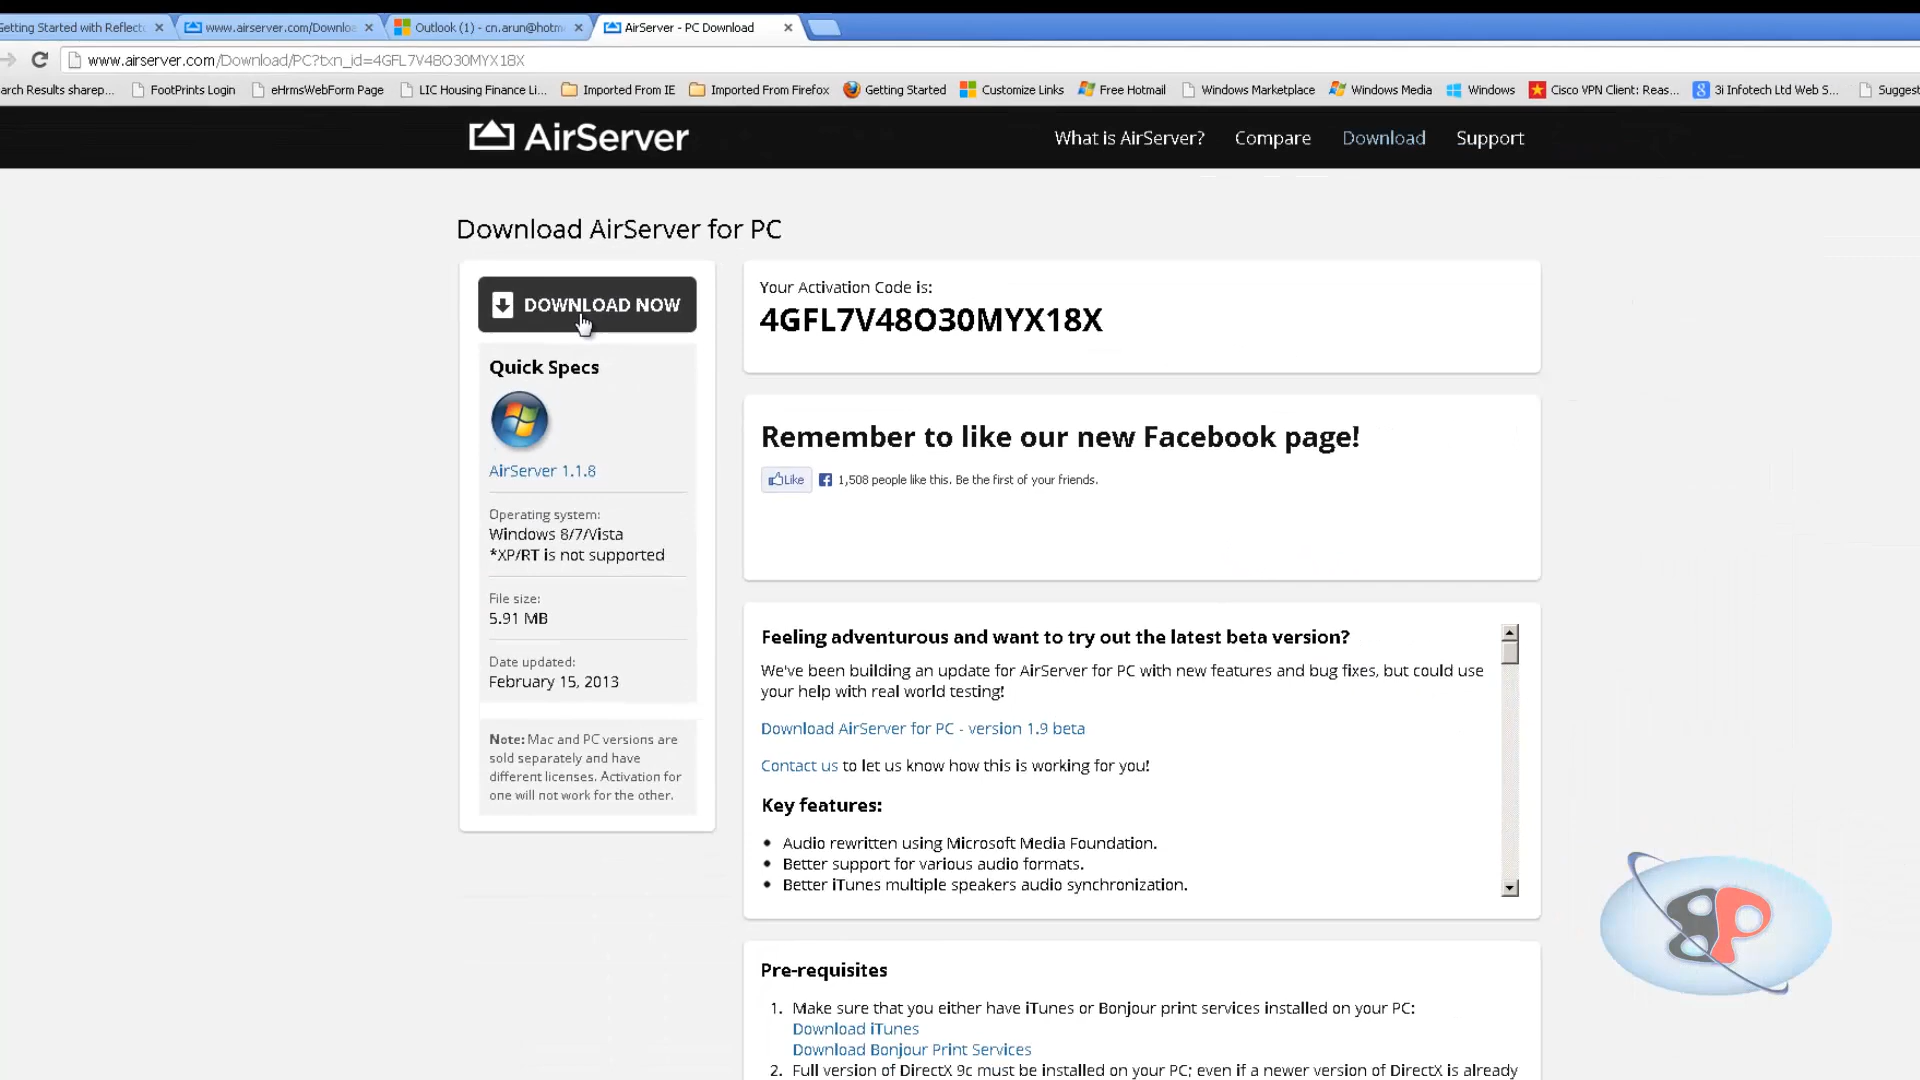 Getting Started with Reflect
www.airserver.com/Downloa
Outlook (1) - cn.arun@hotm
AirServer - PC Download
www.airserver.com/Download/PC?txn_id=4GFL7V48O30MYX18X
arch Results sharep...
FootPrints Login
eHrmsWebForm Page
LIC Housing Finance Li...
Imported From IE
Imported From Firefox
Getting Started
Customize Links
Free Hotmail
Windows Marketplace
Windows Media
Windows
Cisco VPN Client: Reas...
3i Infotech Ltd Web S...
Suggest
AirServer
What is AirServer?
Compare
Download
Support
Download AirServer for PC
DOWNLOAD NOW
Quick Specs
AirServer 1.1.8
Operating system:
Windows 8/7/Vista
*XP/RT is not supported
File size:
5.91 MB
Date updated:
February 15, 2013
Note: Mac and PC versions are
sold separately and have
different licenses. Activation for
one will not work for the other.
Your Activation Code is:
4GFL7V48O30MYX18X
Remember to like our new Facebook page!
Like
1,508 people like this. Be the first of your friends.
Feeling adventurous and want to try out the latest beta version?
We've been building an update for AirServer for PC with new features and bug fixes, but could use
your help with real world testing!
Download AirServer for PC - version 1.9 beta
Contact us to let us know how this is working for you!
Key features:
• Audio rewritten using Microsoft Media Foundation.
• Better support for various audio formats.
• Better iTunes multiple speakers audio synchronization.
Pre-requisites
1. Make sure that you either have iTunes or Bonjour print services installed on your PC:
Download iTunes
Download Bonjour Print Services
2. Full version of DirectX 9c must be installed on your PC; even if a newer version of DirectX is already
BP